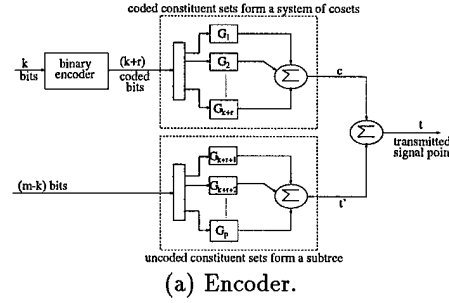 coded constituent sets form a system of cosets
k
bits
binary
encoder
(k+r)
coded
bits
G1
G2
Gk+r
Σ
c
Σ
t
transmitted
signal point
(m-k) bits
Gk+r+1
Gk+r+2
Gp
Σ
t'
uncoded constituent sets form a subtree
(a) Encoder.